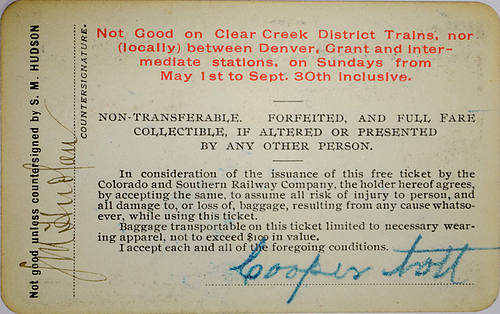 Not Good on Clear Creek District Trains, nor
(locally) between Denver, Grant and inter-
mediate stations, on Sundays from
May 1st to Sept. 30th inclusive.
NON-TRANSFERABLE. FORFEITED, AND FULL FARE
COLLECTIBLE, IF ALTERED OR PRESENTED
BY ANY OTHER PERSON.
In consideration of the issuance of this free ticket by the
Colorado and Southern Railway Company, the holder hereof agrees,
by accepting the same, to assume all risk of injury to person, and
all damage to, or loss of, baggage, resulting from any cause whatso-
ever, while using this ticket.
Baggage transportable on this ticket limited to necessary wear-
ing apparel, not to exceed $100 in value.
I accept each and all of the foregoing conditions.
Cooper
Not good unless countersigned by S. M. HUDSON
SM Hudson
COUNTERSIGNATURE.